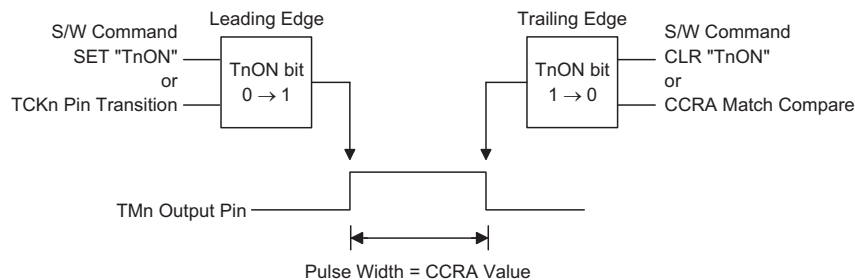 Leading Edge
S/W Command
SET "TnON"
or
TCKn Pin Transition
TnON bit
0 → 1
Trailing Edge
TnON bit
1 → 0
S/W Command
CLR "TnON"
or
CCRA Match Compare
TMn Output Pin
Pulse Width = CCRA Value